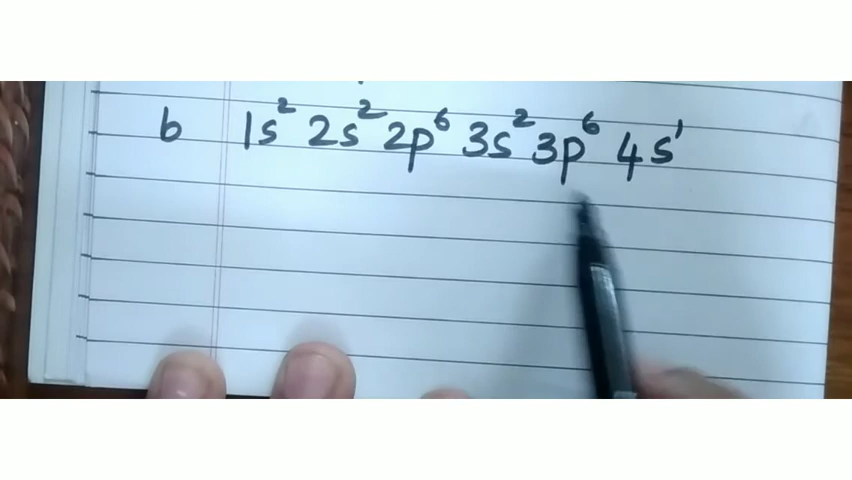 b 1s² 2s² 2p⁶ 3s² 3p⁶ 4s¹